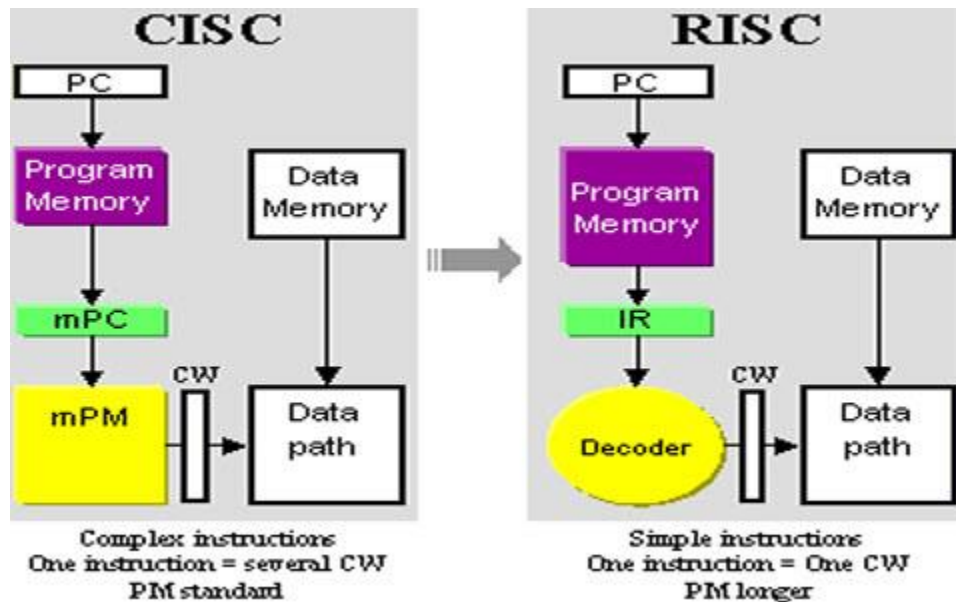 CISC
PC
Program
Memory
Data
Memory
mPC
mPM
CW
Data
path
Complex instructions
One instruction = several CW
PM standard
RISC
PC
Program
Memory
Data
Memory
IR
Decoder
CW
Data
path
Simple instructions
One instruction = One CW
PM longer